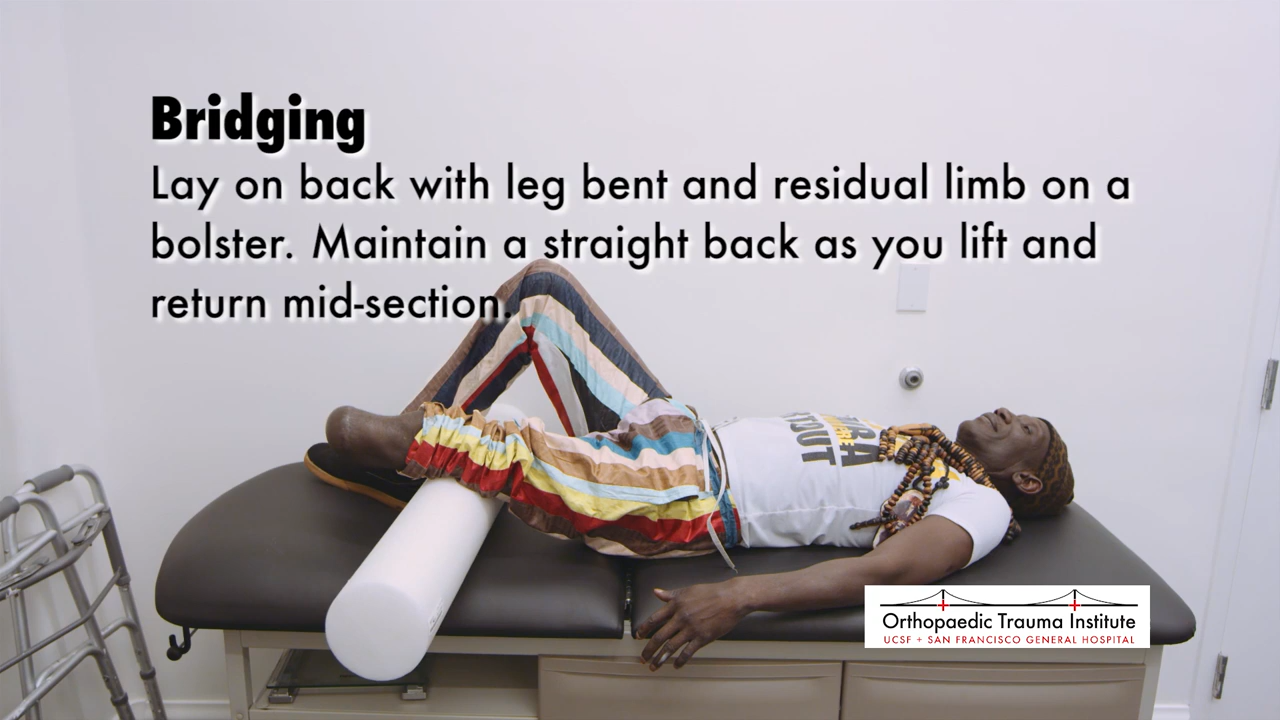 Bridging
Lay on back with leg bent and residual limb on a
bolster. Maintain a straight back as you lift and
return mid-section.
Orthopaedic Trauma Institute
UCSF + SAN FRANCISCO GENERAL HOSPITAL